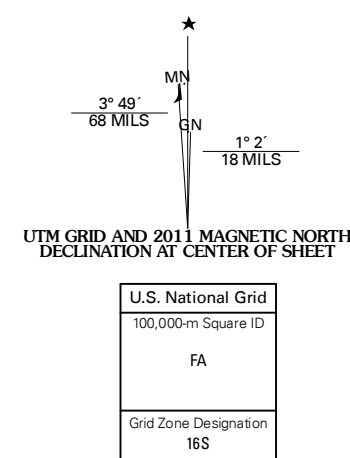 ★
MN
3° 49´
68 MILS
GN
1° 2´
18 MILS
UTM GRID AND 2011 MAGNETIC NORTH
DECLINATION AT CENTER OF SHEET
U.S. National Grid
100,000-m Square ID
FA
Grid Zone Designation
16S